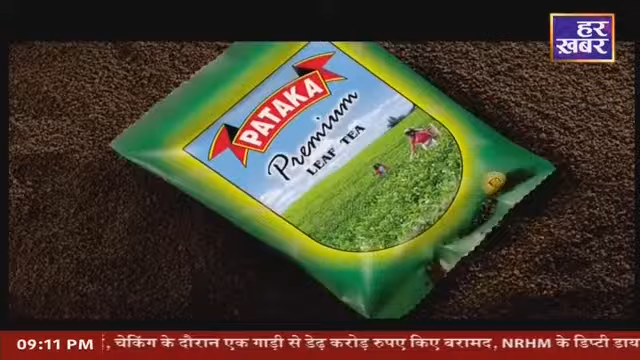 हर
ख़बर
PATAKA
Premium
LEAF TEA
09:11 PM
, चेकिंग के दौरान एक गाड़ी से डेढ़ करोड़ रुपए किए बरामद, NRHM के डिप्टी डाय